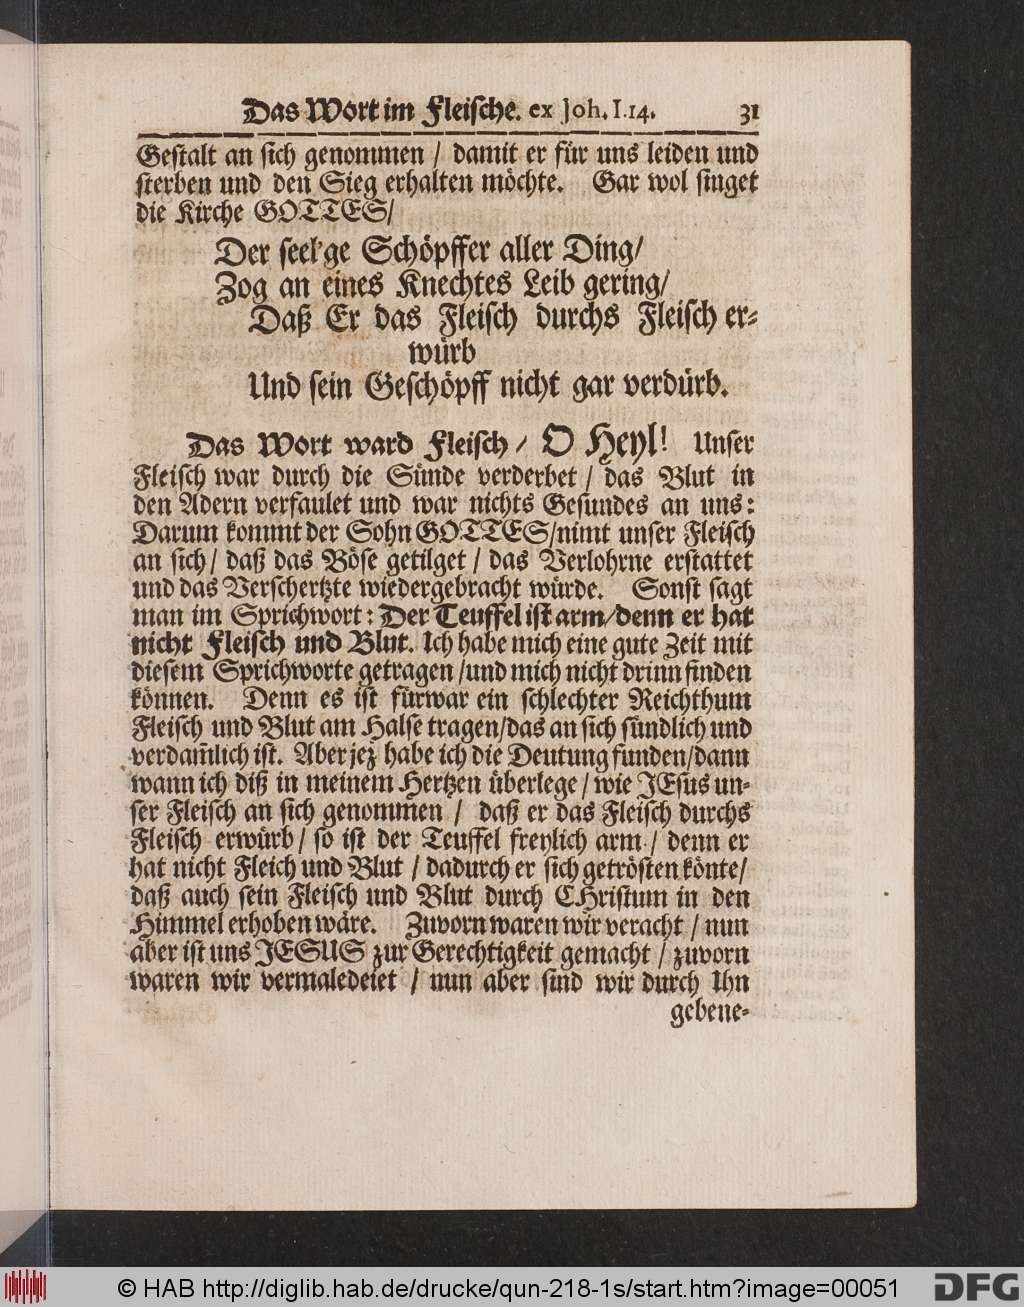 Das Wort im Fleiſche. ex Joh. I.14. 31
Geſtalt an ſich genommen / damit er für uns leiden und
ſterben und den Sieg erhalten möchte. Gar wol ſinget
die Kirche GOTTES/
Der ſeel'ge Schöpffer aller Ding/
Zog an eines Knechtes Leib gering/
Daß Er das Fleiſch durchs Fleiſch er-
würb
Und ſein Geſchöpff nicht gar verdürb.
Das Wort ward Fleiſch / O Heyl! Unſer
Fleiſch war durch die Sünde verderbet / das Blut in
den Adern verfaulet und war nichts Geſundes an uns:
Darum kommt der Sohn GOTTES/nimt unſer Fleiſch
an ſich / daß das Böſe getilget / das Verlohrne erſtattet
und das Verſchertzte wiedergebracht würde. Sonſt ſagt
man im Sprichwort: Der Teuffel iſt arm/denn er hat
nicht Fleiſch und Blut. Ich habe mich eine gute Zeit mit
dieſem Sprichworte getragen /und mich nicht drinn finden
können. Denn es iſt fürwar ein ſchlechter Reichthum
Fleiſch und Blut am Halſe tragen/das an ſich ſündlich und
verdam̃lich iſt. Aber jez habe ich die Deutung funden/dann
wann ich diß in meinem Hertzen überlege / wie JEſus un-
ſer Fleiſch an ſich genommen / daß er das Fleiſch durchs
Fleiſch erwürb / ſo iſt der Teuffel freylich arm / denn er
hat nicht Fleich und Blut / dadurch er ſich getröſten könte/
daß auch ſein Fleiſch und Blut durch CHriſtum in den
Himmel erhoben wäre. Zuvorn waren wir veracht / nun
aber iſt uns JESUS zur Gerechtigkeit gemacht / zuvorn
waren wir vermaledeiet / nun aber ſind wir durch Ihn
gebene-
© HAB http://diglib.hab.de/drucke/qun-218-1s/start.htm?image=00051
DFG